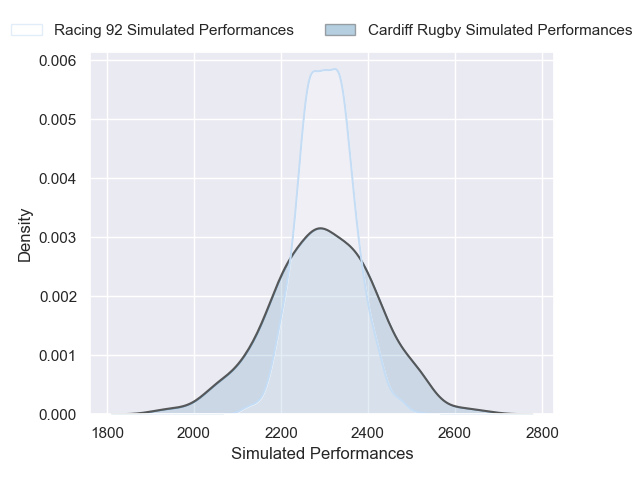 Racing 92 Simulated Performances Cardiff Rugby Simulated Performances
0.006
0.005
0.004
0.003
0.002
0.001
0.000
Density
1800 2000 2200 2400 2600 2800
Simulated Performances